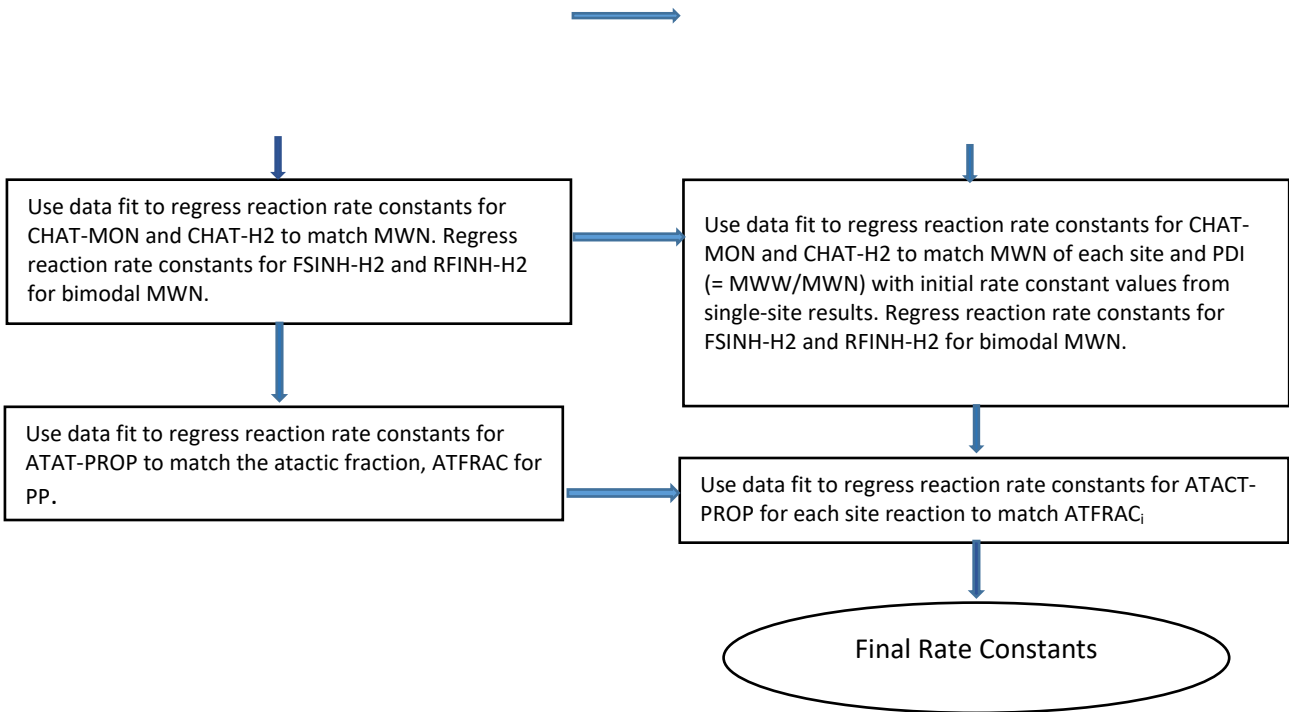 Use data fit to regress reaction rate constants for
CHAT-MON and CHAT-H2 to match MWN. Regress
reaction rate constants for FSINH-H2 and RFINH-H2
for bimodal MWN.
Use data fit to regress reaction rate constants for CHAT-
MON and CHAT-H2 to match MWN of each site and PDI
(= MWW/MWN) with initial rate constant values from
single-site results. Regress reaction rate constants for
FSINH-H2 and RFINH-H2 for bimodal MWN.
Use data fit to regress reaction rate constants for
ATAT-PROP to match the atactic fraction, ATFRAC for
PP.
Use data fit to regress reaction rate constants for ATACT-
PROP for each site reaction to match ATFRACi
Final Rate Constants